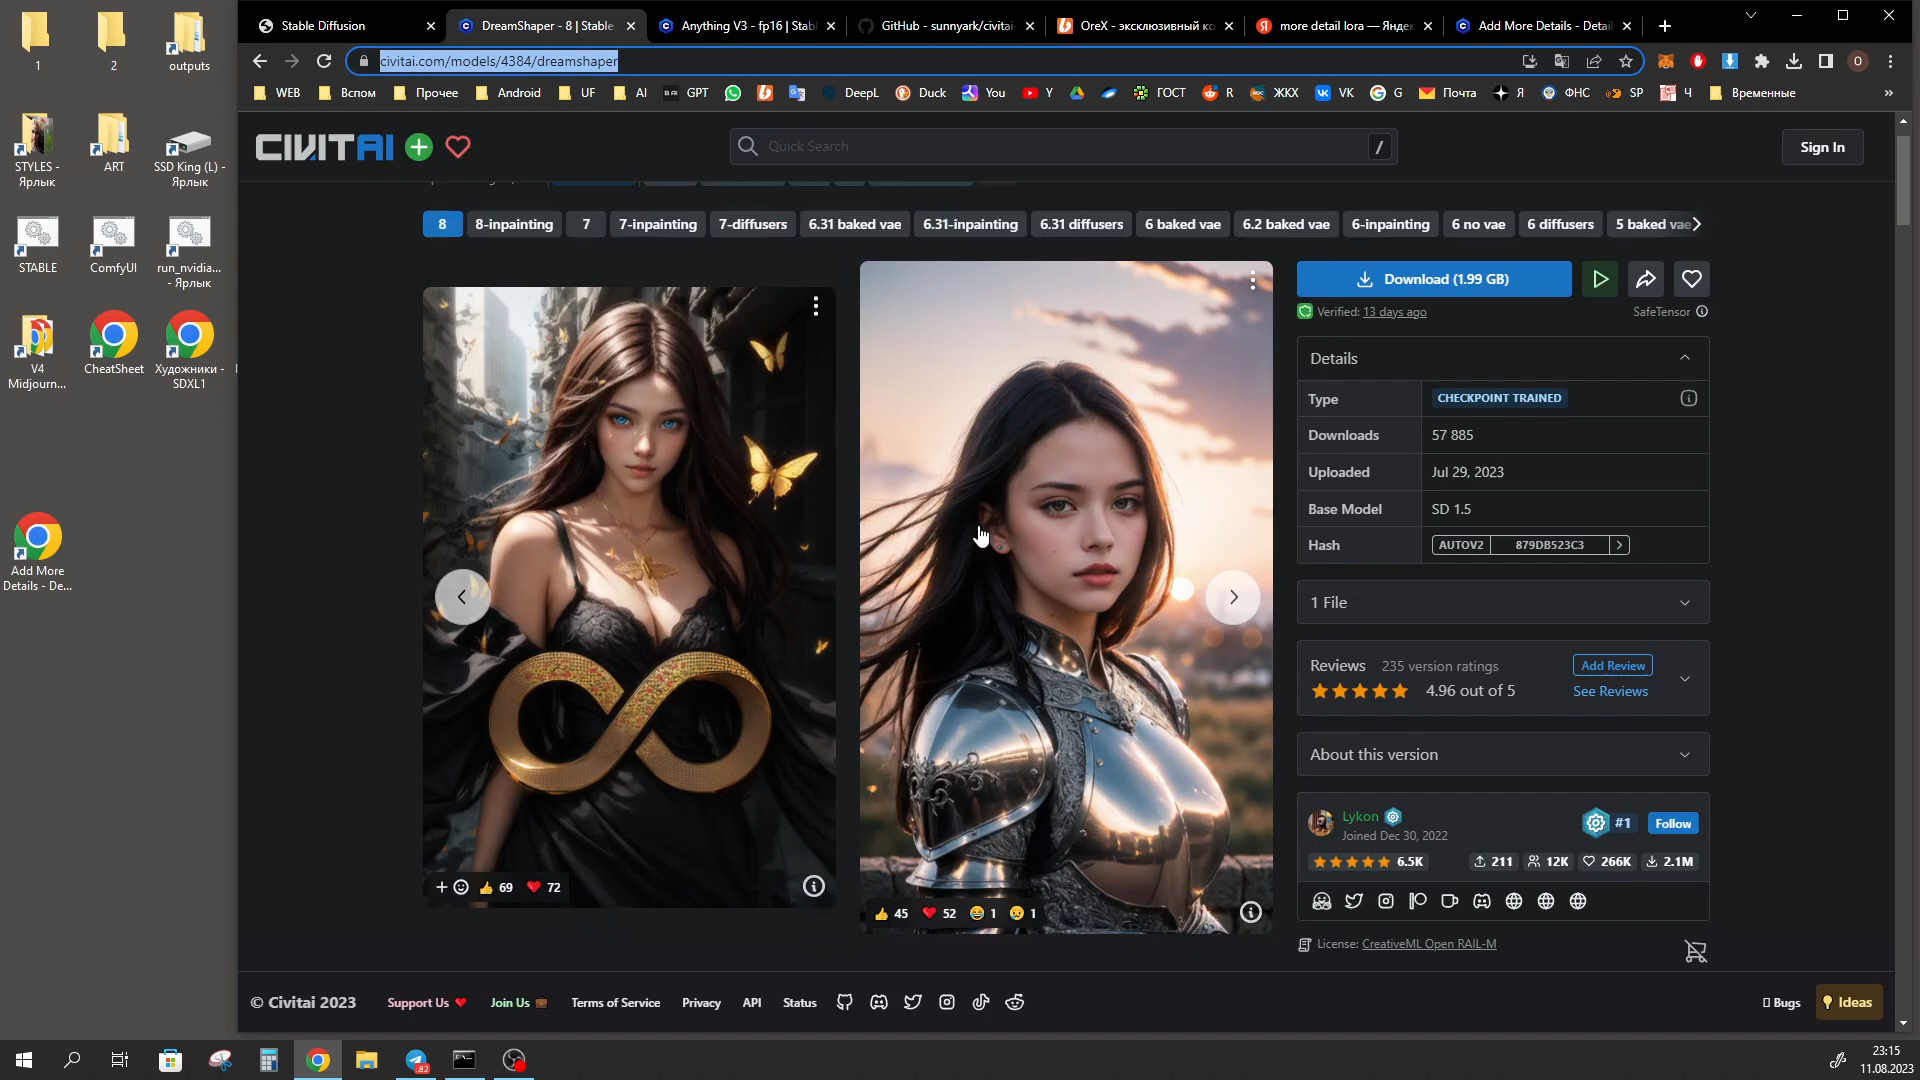 Stable Diffusion
DreamShaper - 8 | Stable
Anything V3 - fp16 | Stab
GitHub - sunnyark/civitai-
OreX - эксклюзивный ко
more detail lora — Яндек
Add More Details - Detail
civitai.com/models/4384/dreamshaper
WEB
Вспом
Прочее
Android
UF
AI
GPT
DeepL
Duck
You
Y
ГОСТ
R
ЖКХ
VK
G
Почта
Я
ФНС
SP
Ч
Временные
1
2
outputs
STYLES - Ярлык
ART
SSD King (L) - Ярлык
STABLE
ComfyUI
run_nvidia... - Ярлык
V4 Midjourn...
CheatSheet
Художники - SDXL1
Add More Details - De...
CIVITAI
Quick Search
/
Sign In
8
8-inpainting
7
7-inpainting
7-diffusers
6.31 baked vae
6.31-inpainting
6.31 diffusers
6 baked vae
6.2 baked vae
6-inpainting
6 no vae
6 diffusers
5 baked vae
69
72
45
52
1
1
Download (1.99 GB)
Verified: 13 days ago
SafeTensor
Details
Type
CHECKPOINT TRAINED
Downloads
57 885
Uploaded
Jul 29, 2023
Base Model
SD 1.5
Hash
AUTOV2
879DB523C3
1 File
Reviews
235 version ratings
4.96 out of 5
Add Review
See Reviews
About this version
Lykon
Joined Dec 30, 2022
#1
Follow
6.5K
211
12K
266K
2.1M
License: CreativeML Open RAIL-M
© Civitai 2023
Support Us
Join Us
Terms of Service
Privacy
API
Status
Bugs
Ideas
82
23:15
11.08.2023